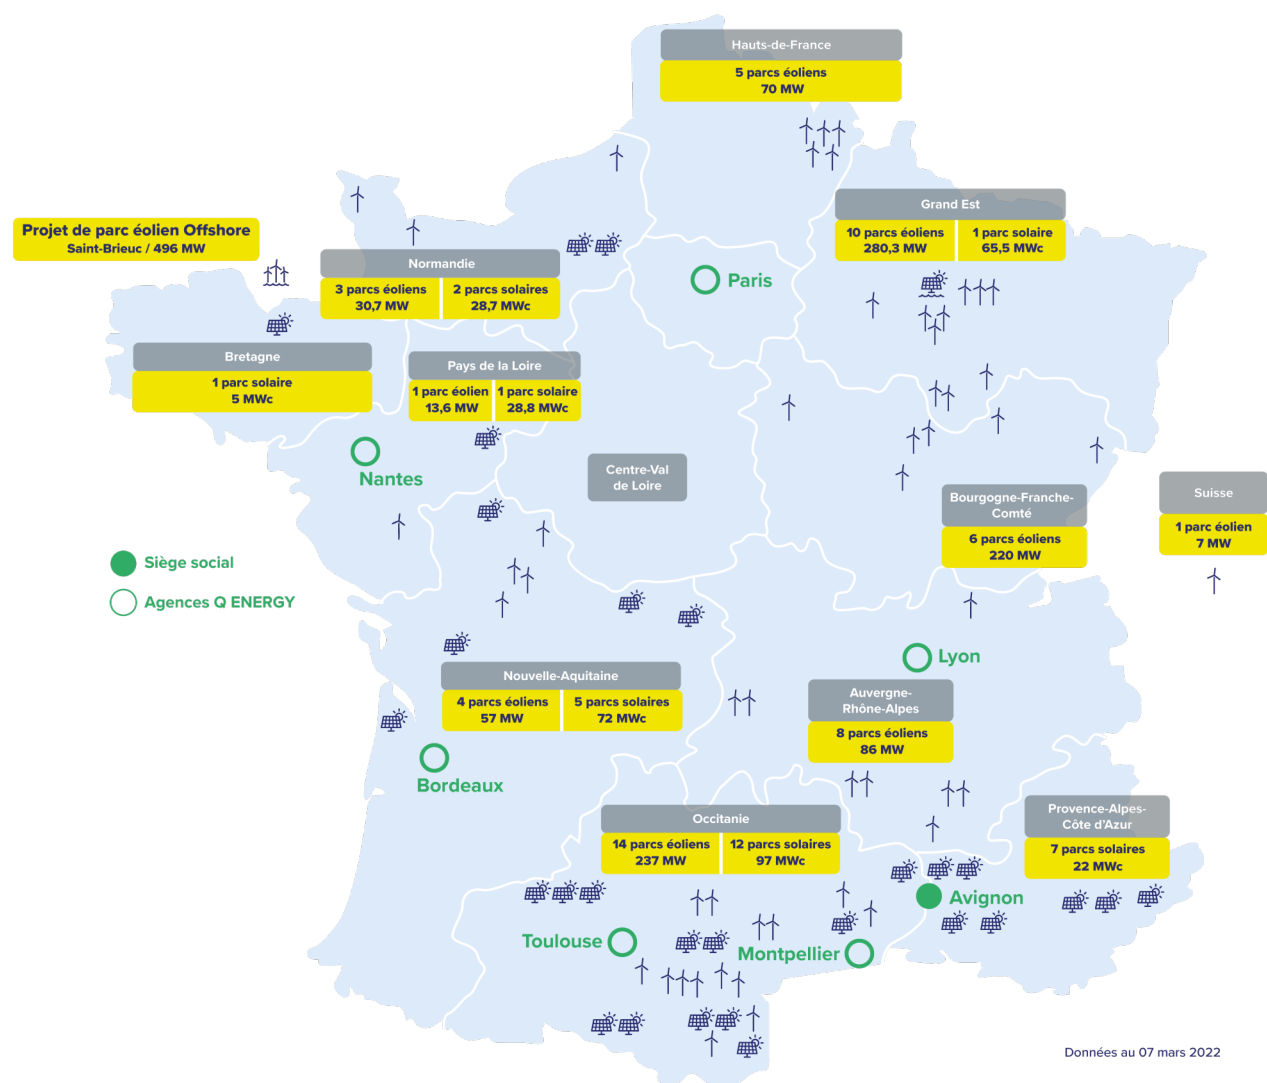 Hauts-de-France
5 parcs éoliens
70 MW
Grand Est
10 parcs éoliens
280,3 MW
1 parc solaire
65,5 MWc
Projet de parc éolien Offshore
Saint-Brieuc / 496 MW
Normandie
3 parcs éoliens
30,7 MW
2 parcs solaires
28,7 MWc
Paris
Bretagne
1 parc solaire
5 MWc
Pays de la Loire
1 parc éolien
13,6 MW
1 parc solaire
28,8 MWc
Nantes
Centre-Val
de Loire
Bourgogne-Franche-
Comté
6 parcs éoliens
220 MW
Suisse
1 parc éolien
7 MW
Siège social
Agences Q ENERGY
Lyon
Nouvelle-Aquitaine
4 parcs éoliens
57 MW
5 parcs solaires
72 MWc
Auvergne-
Rhône-Alpes
8 parcs éoliens
86 MW
Bordeaux
Occitanie
14 parcs éoliens
237 MW
12 parcs solaires
97 MWc
Provence-Alpes-
Côte d'Azur
7 parcs solaires
22 MWc
Avignon
Toulouse
Montpellier
Données au 07 mars 2022